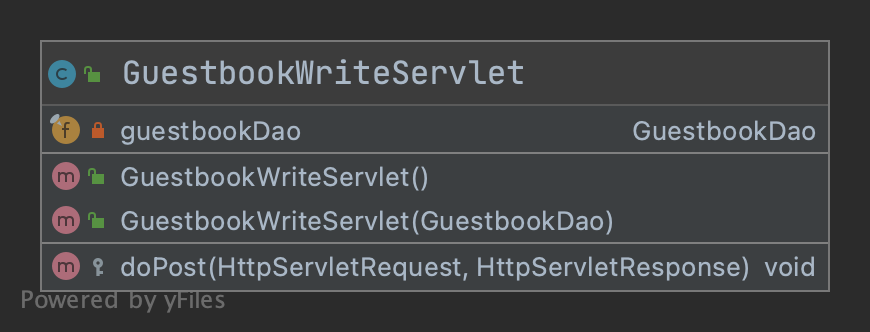 GuestbookWriteServlet
guestbookDao GuestbookDao
GuestbookWriteServlet()
GuestbookWriteServlet(GuestbookDao)
doPost(HttpServletRequest, HttpServletResponse) void
Powered by yFiles